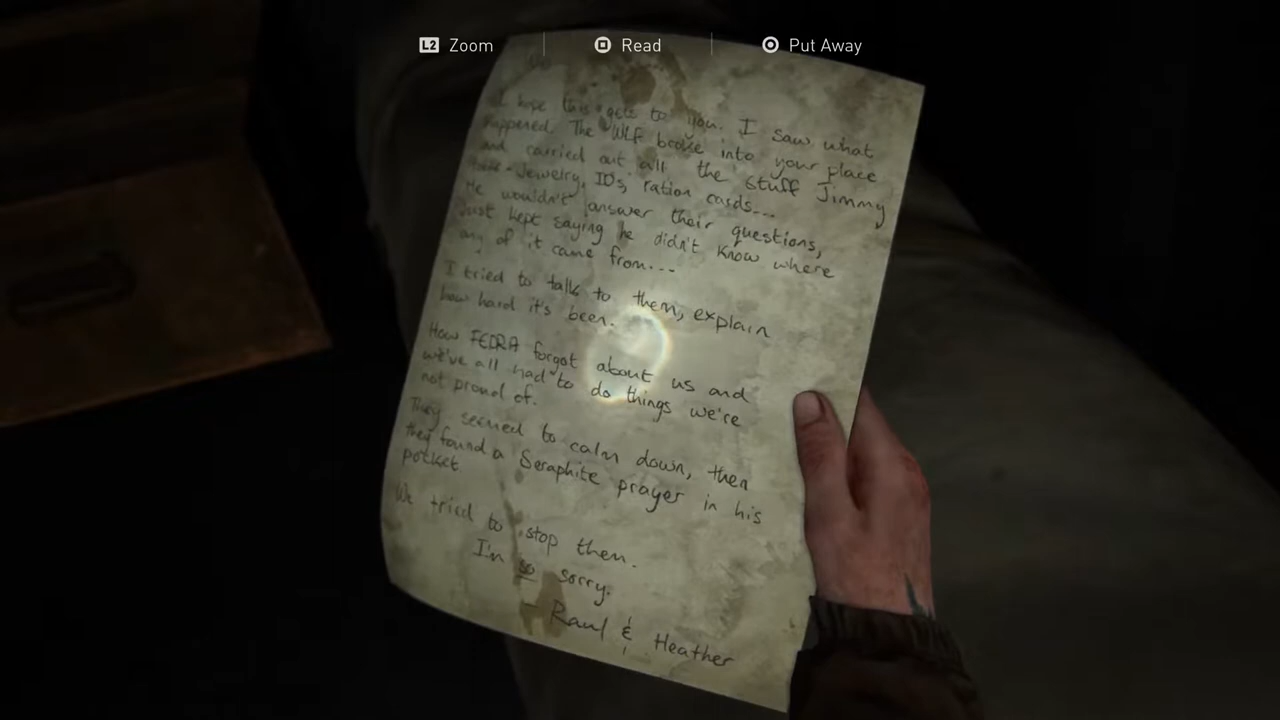 L2 Zoom
Read
Put Away
I hope this gets to you. I saw what
happened. The WLF broke into your place
and carried out all the stuff Jimmy
Jewelry, IDs, ration cards...
He wouldn't answer their questions,
Just kept saying he didn't know where
any of it came from...
I tried to talk to them, explain
how hard it's been.
How FEDRA forgot about us and
we've all had to do things we're
not proud of.
They seemed to calm down, then
they found a Seraphite prayer in his
pocket
We tried to stop them.
I'm so sorry.
- Raul & Heather